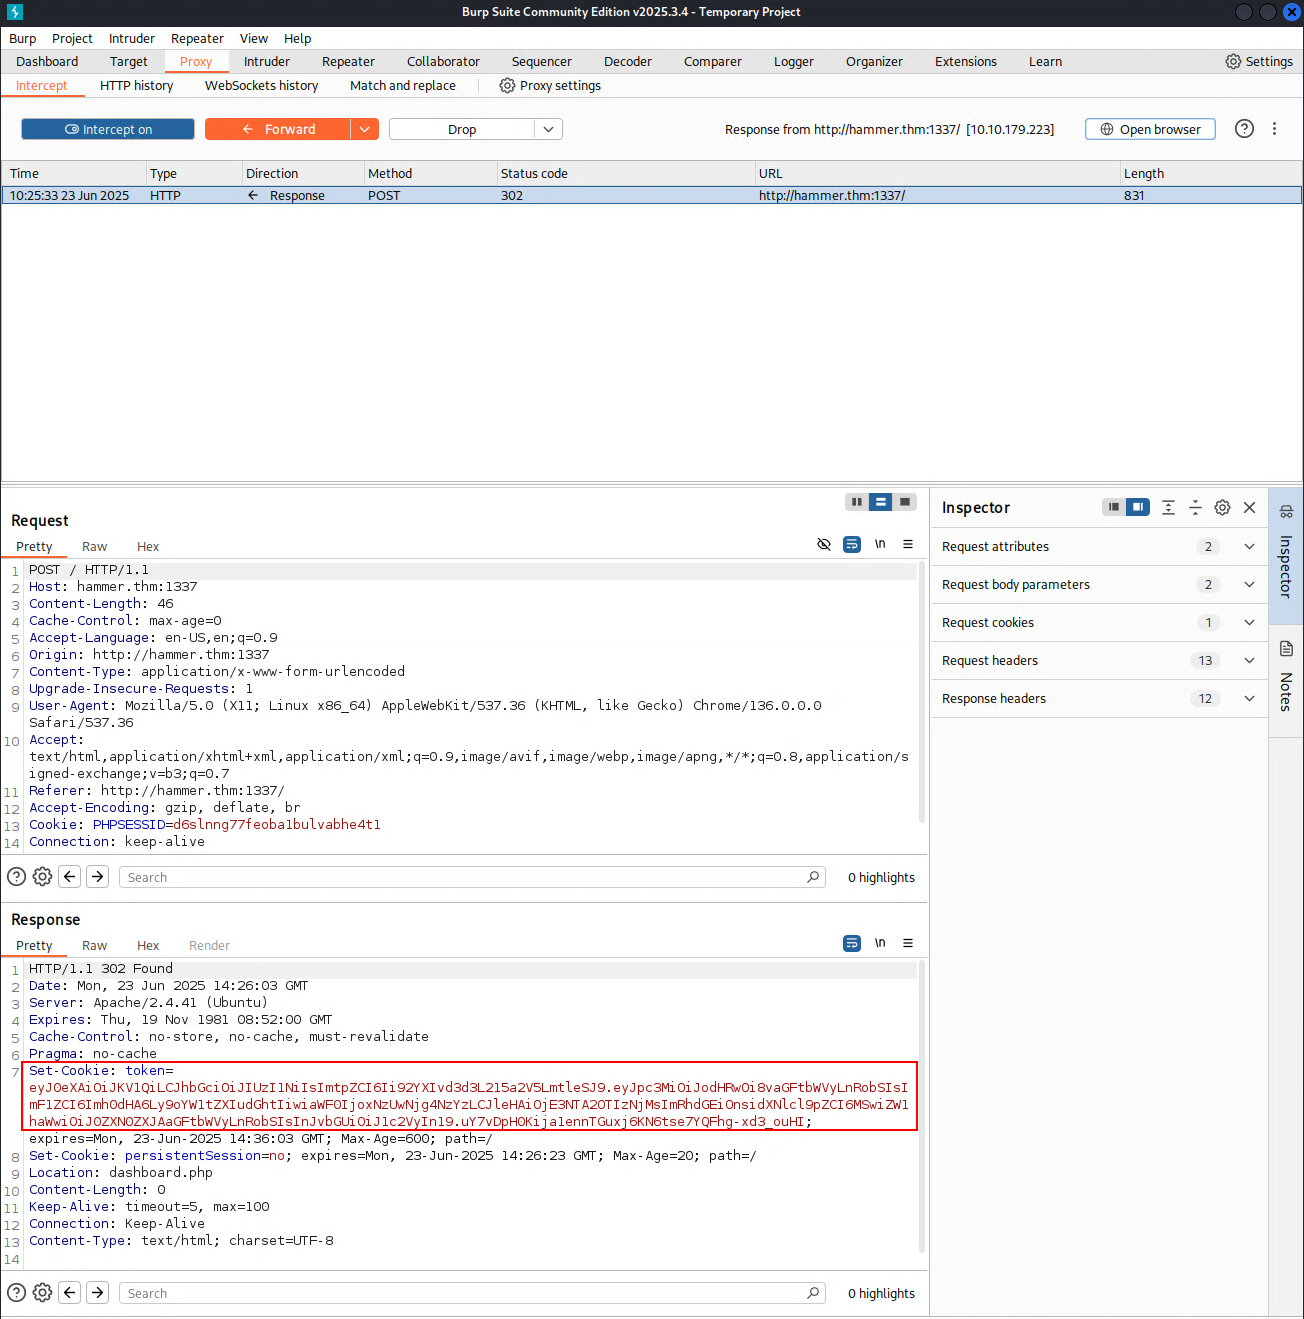 Burp Suite Community Edition v2025.3.4 - Temporary Project
Burp Project Intruder Repeater View Help
Dashboard Target Proxy Intruder Repeater Collaborator Sequencer Decoder Comparer Logger Organizer Extensions Learn Settings
Intercept HTTP history WebSockets history Match and replace Proxy settings
Intercept on Forward Drop Response from http://hammer.thm:1337/ [10.10.179.223] Open browser
Time Type Direction Method Status code URL Length
10:25:33 23 Jun 2025 HTTP Response POST 302 http://hammer.thm:1337/ 831
Request
Pretty Raw Hex \n
1 POST / HTTP/1.1
2 Host: hammer.thm:1337
3 Content-Length: 46
4 Cache-Control: max-age=0
5 Accept-Language: en-US,en;q=0.9
6 Origin: http://hammer.thm:1337
7 Content-Type: application/x-www-form-urlencoded
8 Upgrade-Insecure-Requests: 1
9 User-Agent: Mozilla/5.0 (X11; Linux x86_64) AppleWebKit/537.36 (KHTML, like Gecko) Chrome/136.0.0.0
Safari/537.36
10 Accept:
text/html,application/xhtml+xml,application/xml;q=0.9,image/avif,image/webp,image/apng,*/*;q=0.8,application/s
igned-exchange;v=b3;q=0.7
11 Referer: http://hammer.thm:1337/
12 Accept-Encoding: gzip, deflate, br
13 Cookie: PHPSESSID=d6slnng77feoba1bulvabhe4t1
14 Connection: keep-alive
Search 0 highlights
Response
Pretty Raw Hex Render \n
1 HTTP/1.1 302 Found
2 Date: Mon, 23 Jun 2025 14:26:03 GMT
3 Server: Apache/2.4.41 (Ubuntu)
4 Expires: Thu, 19 Nov 1981 08:52:00 GMT
5 Cache-Control: no-store, no-cache, must-revalidate
6 Pragma: no-cache
7 Set-Cookie: token=
eyJ0eXAiOiJKV1QiLCJhbGciOiJIUzI1NiIsImtpZCI6Ii92YXIvd3d3L215a2V5LmtleSJ9.eyJpc3MiOiJodHRwOi8vaGFtbWVyLnRobSIsI
mF1ZCI6Imh0dHA6Ly9oYW1tZXIudGhtIiwiaWF0IjoxNzUwNjg4NzYzLCJleHAiOjE3NTA2OTIzNjMsImRhdGEiOnsidXNlcl9pZCI6MSwiZW1
haWwiOiJ0ZXN0ZXJAaGFtbWVyLnRobSIsInJvbGUiOiJ1c2VyIn19.uY7vDpH0Kija1ennTGuxj6KN6tse7YQFhg-xd3_ouHI;
expires=Mon, 23-Jun-2025 14:36:03 GMT; Max-Age=600; path=/
8 Set-Cookie: persistentSession=no; expires=Mon, 23-Jun-2025 14:26:23 GMT; Max-Age=20; path=/
9 Location: dashboard.php
10 Content-Length: 0
11 Keep-Alive: timeout=5, max=100
12 Connection: Keep-Alive
13 Content-Type: text/html; charset=UTF-8
14
Search 0 highlights
Inspector
Request attributes 2
Request body parameters 2
Request cookies 1
Request headers 13
Response headers 12
Inspector
Notes